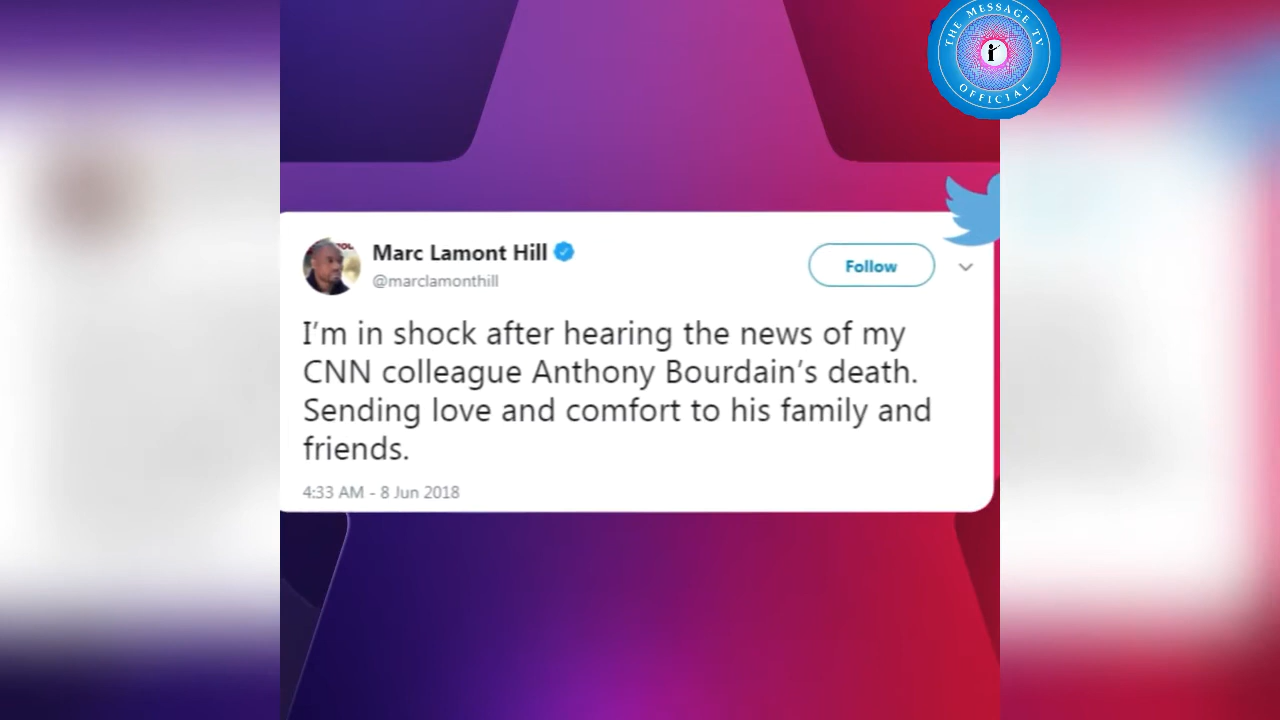 THE MESSAGE TV
OFFICIAL
Marc Lamont Hill
@marclamonthill
Follow
I’m in shock after hearing the news of my
CNN colleague Anthony Bourdain’s death.
Sending love and comfort to his family and
friends.
4:33 AM - 8 Jun 2018